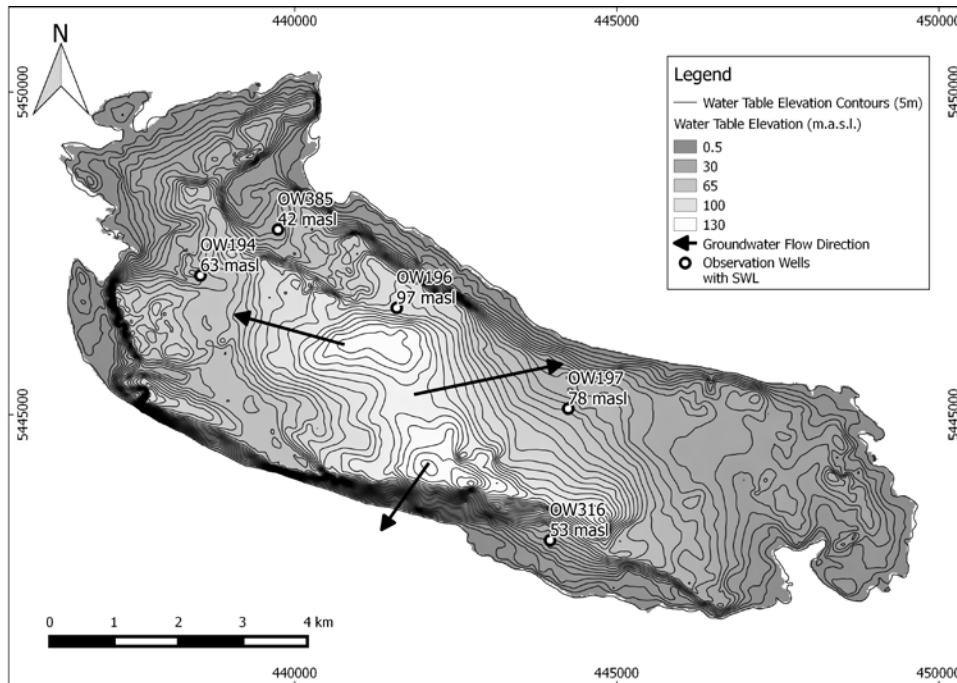 440000
445000
450000
N
5450000
5450000
Legend
Water Table Elevation Contours (5m)
Water Table Elevation (m.a.s.l.)
0.5
30
65
100
130
Groundwater Flow Direction
Observation Wells
with SWL
OW385
42 masl
OW194
63 masl
OW196
97 masl
OW197
78 masl
5445000
5445000
OW316
53 masl
0 1 2 3 4 km
440000
445000
450000